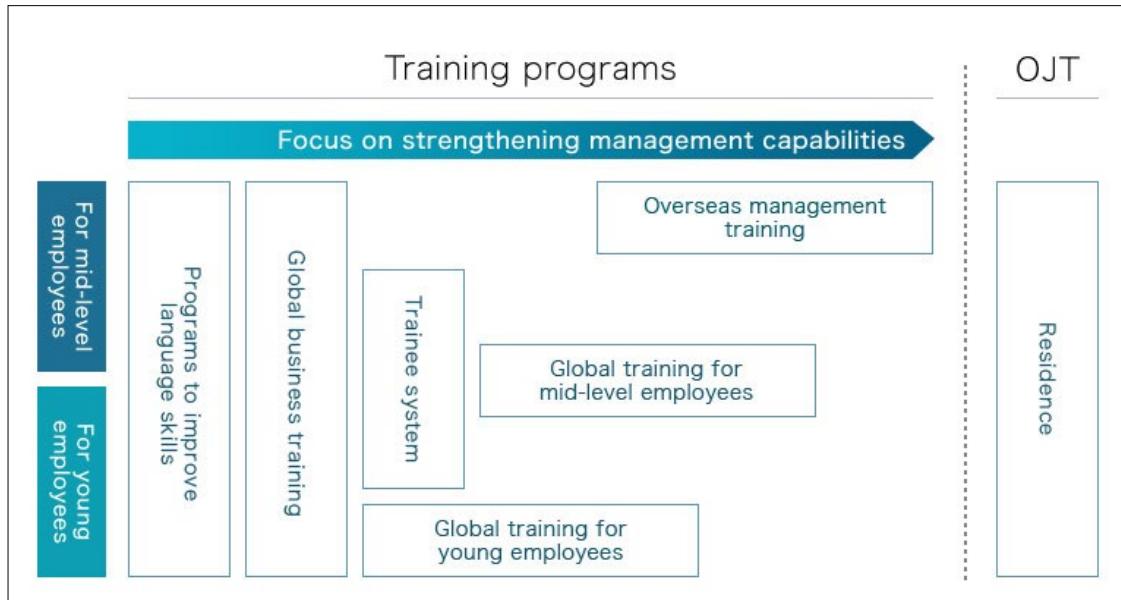 Training programs
OJT
Focus on strengthening management capabilities
For mid-level
employees
For young
employees
Programs to improve
language skills
Global business training
Trainee system
Overseas management
training
Global training for
mid-level employees
Global training for
young employees
Residence